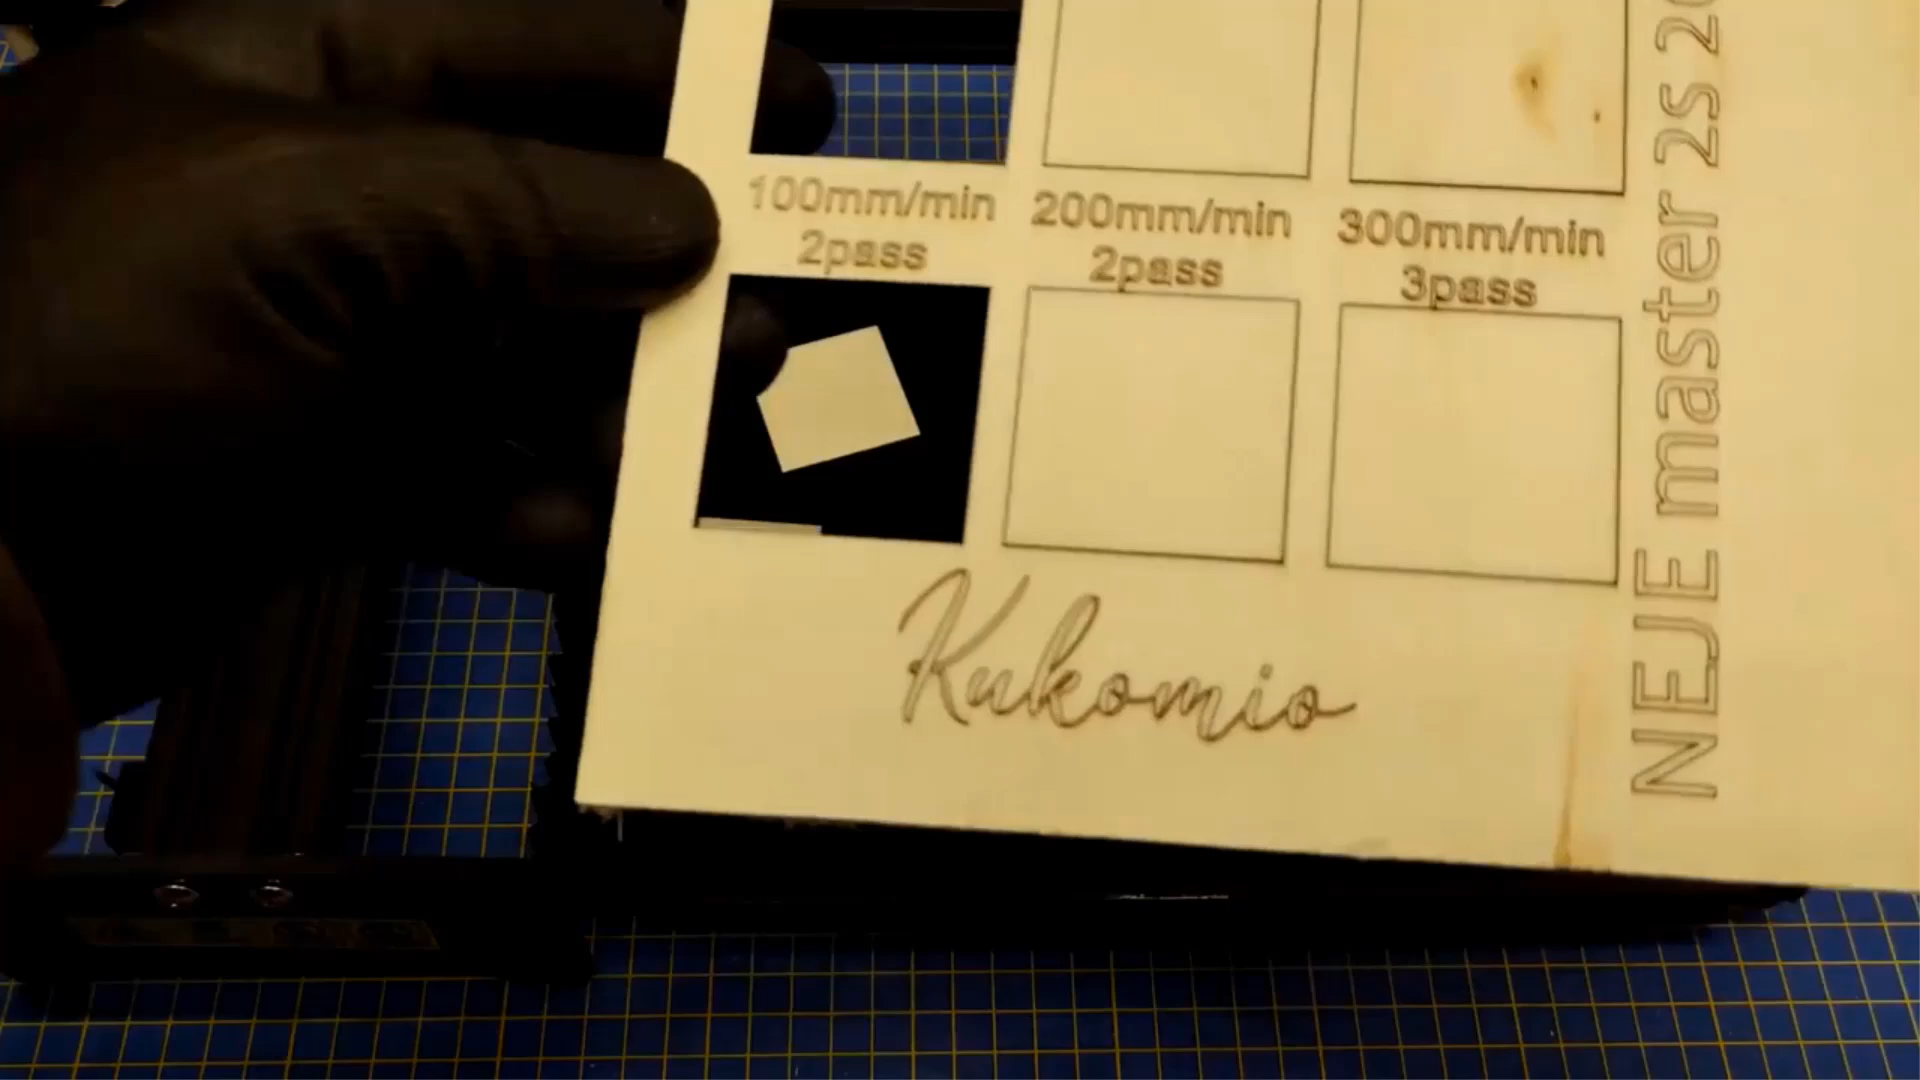 100mm/min
2pass
200mm/min
2pass
300mm/min
3pass
Kukomio
NEJE master 2s